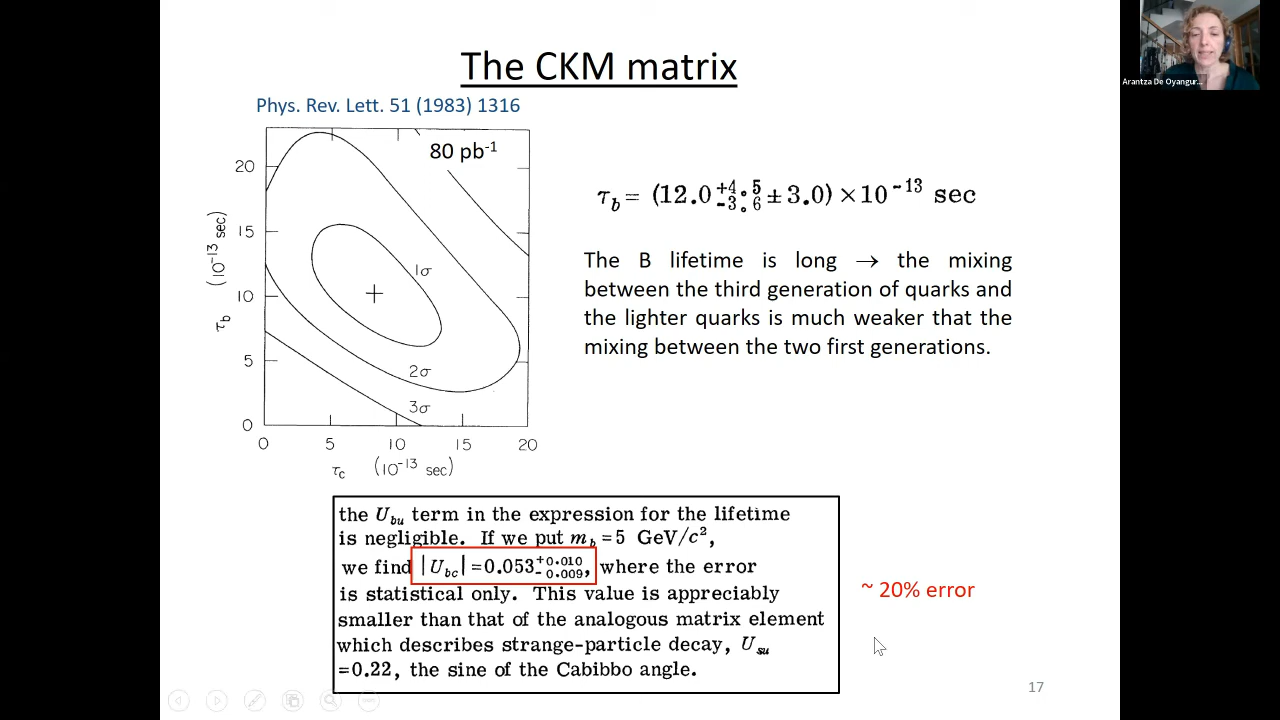 The CKM matrix
Arantza De Oyangur...
Phys. Rev. Lett. 51 (1983) 1316
80 pb-1
20
15
10
5
0
τb (10-13 sec)
1σ
2σ
3σ
0 5 10 15 20
τc (10-13 sec)
τb = (12.0 +4.5 -3.6 ± 3.0) × 10-13 sec
The B lifetime is long → the mixing
between the third generation of quarks and
the lighter quarks is much weaker that the
mixing between the two first generations.
the Ubu term in the expression for the lifetime
is negligible. If we put mb = 5 GeV/c2,
we find |Ubc| = 0.053 +0.010 -0.009, where the error
is statistical only. This value is appreciably
smaller than that of the analogous matrix element
which describes strange-particle decay, Usu
=0.22, the sine of the Cabibbo angle.
~ 20% error
17